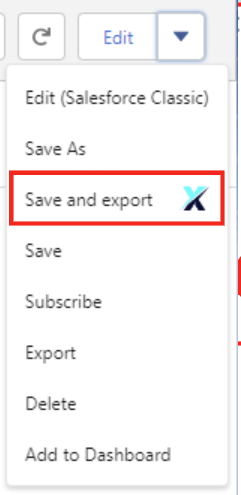 Edit
Edit (Salesforce Classic)
Save As
Save and export
Save
Subscribe
Export
Delete
Add to Dashboard